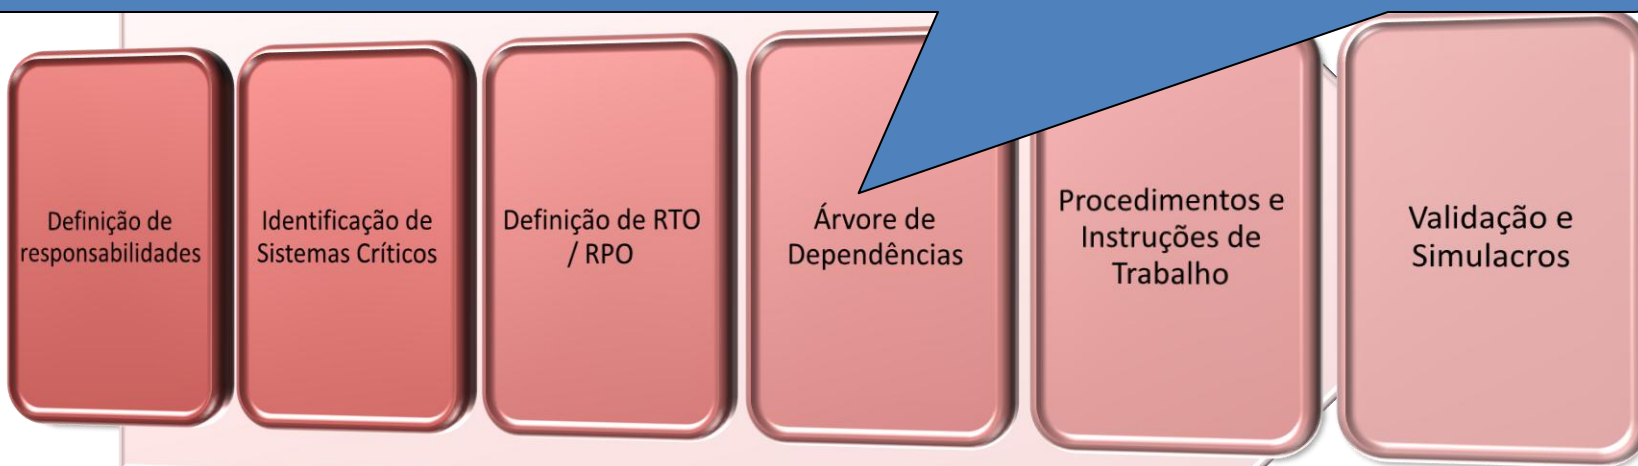 Definição de
responsabilidades
Identificação de
Sistemas Críticos
Definição de RTO
/ RPO
Árvore de
Dependências
Procedimentos e
Instruções de
Trabalho
Validação e
Simulacros